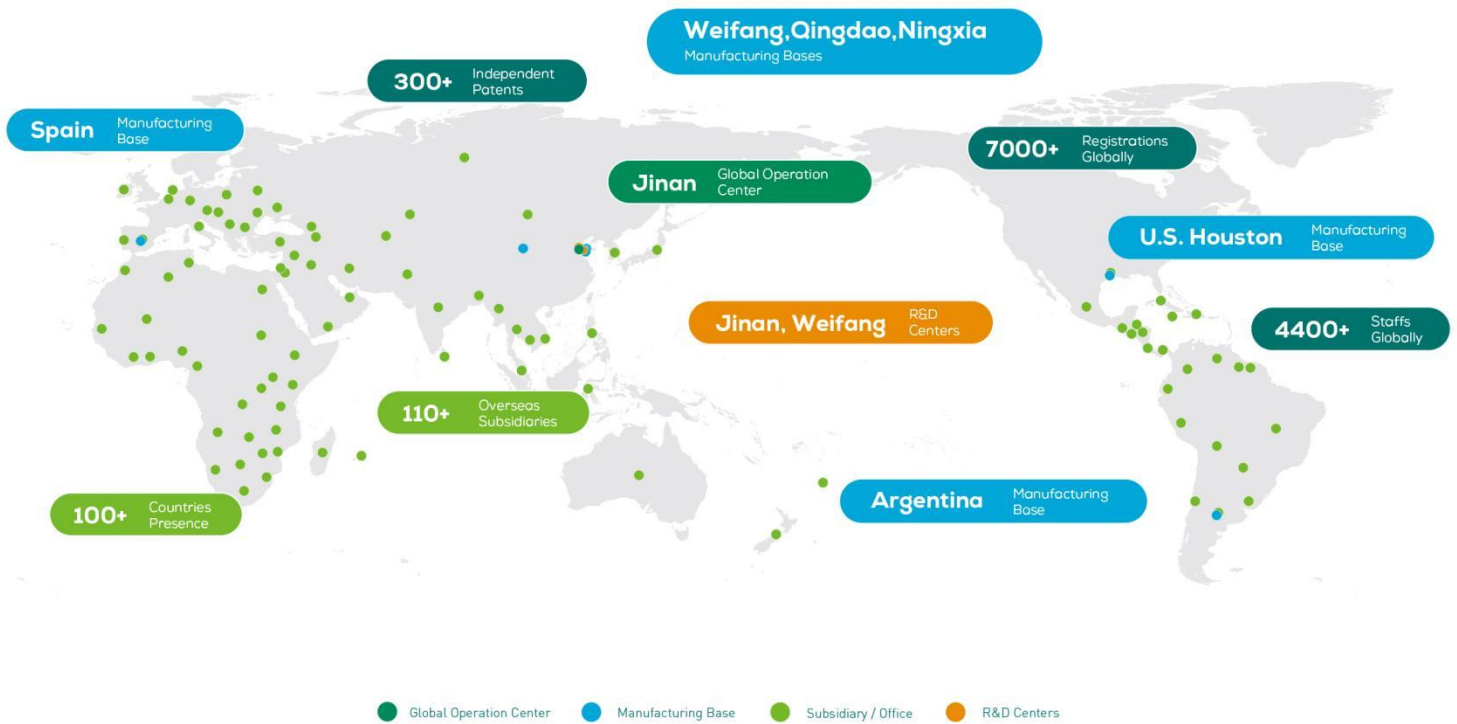 Weifang,Qingdao,Ningxia
Manufacturing Bases
300+ Independent
Patents
Spain Manufacturing
Base
7000+ Registrations
Globally
Jinan Global Operation
Center
U.S. Houston Manufacturing
Base
Jinan, Weifang R&D
Centers
4400+ Staffs
Globally
110+ Overseas
Subsidiaries
Argentina Manufacturing
Base
100+ Countries
Presence
Global Operation Center
Manufacturing Base
Subsidiary / Office
R&D Centers